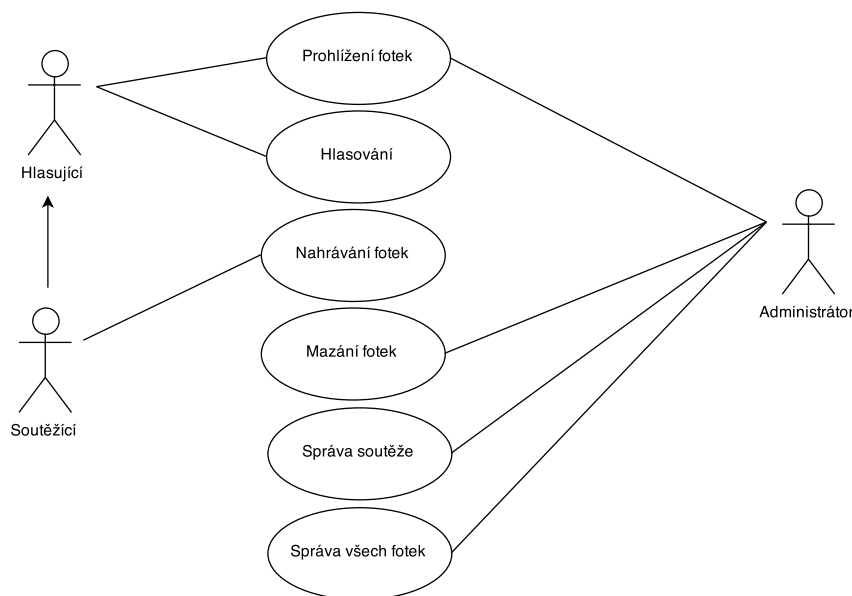 Prohlížení fotek
Hlasování
Hlasující
Nahrávání fotek
Administrátor
Mazání fotek
Soutěžící
Správa soutěže
Správa všech fotek